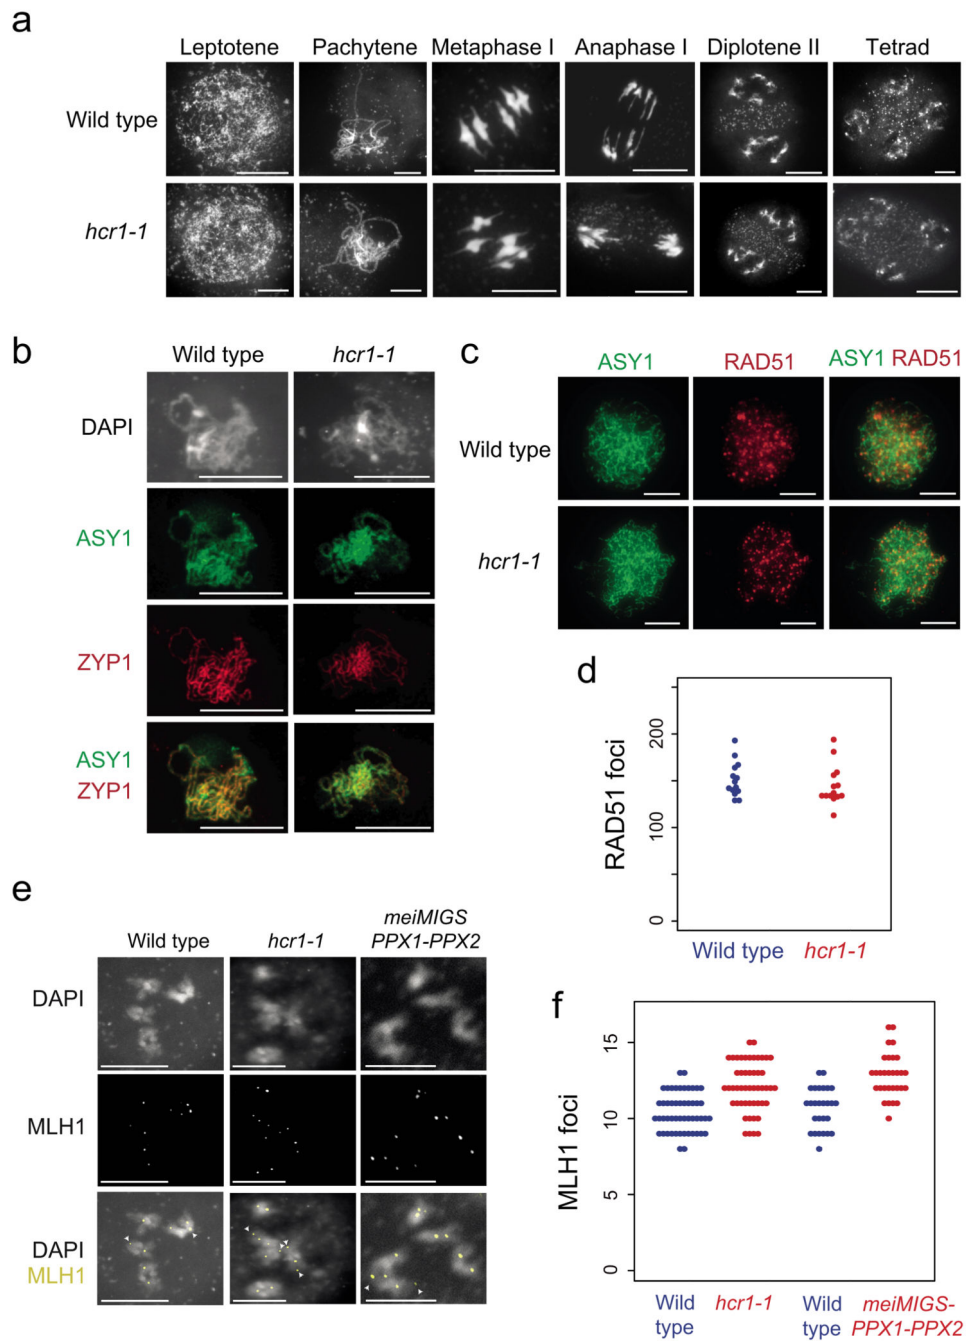 a
Leptotene Pachytene Metaphase I Anaphase I Diplotene II Tetrad
Wild type
hcr1-1
b
Wild type hcr1-1
DAPI
ASY1
ZYP1
ASY1
ZYP1
c
ASY1 RAD51 ASY1 RAD51
Wild type
hcr1-1
d
RAD51 foci
200
100
0
Wild type hcr1-1
e
Wild type hcr1-1 meiMIGS
PPX1-PPX2
DAPI
MLH1
DAPI
MLH1
f
MLH1 foci
15
10
5
0
Wild
type
hcr1-1
Wild
type
meiMIGS-
PPX1-PPX2